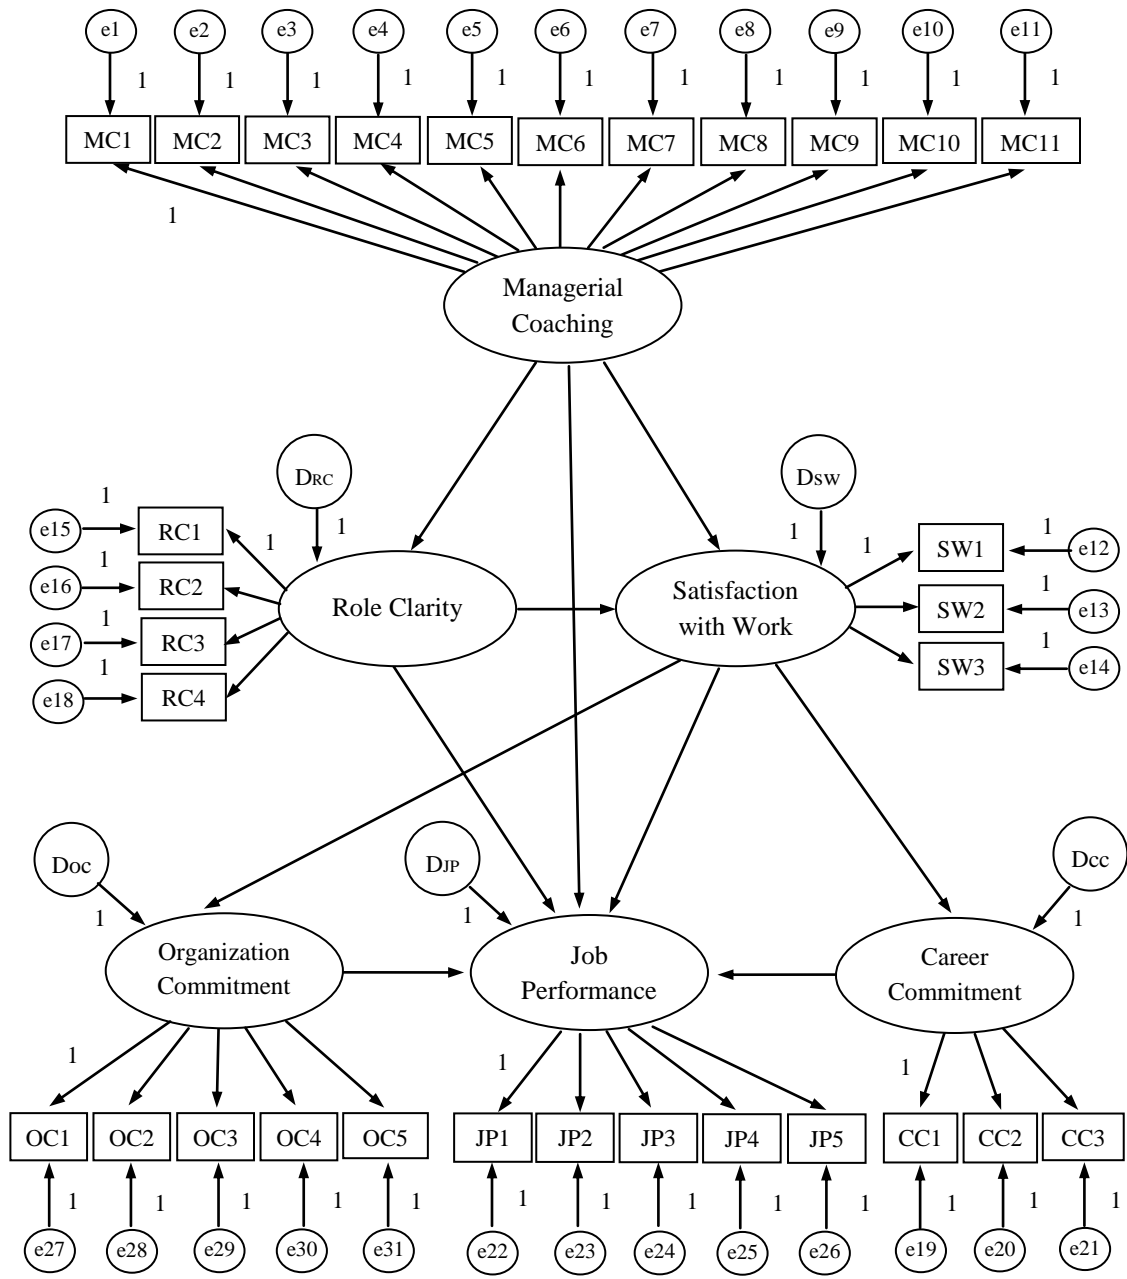 e1 e2 e3 e4 e5 e6 e7 e8 e9 e10 e11
1 1 1 1 1 1 1 1 1 1 1
MC1 MC2 MC3 MC4 MC5 MC6 MC7 MC8 MC9 MC10 MC11
1
Managerial
Coaching
DRC
Dsw
1
1
1
1
e15 RC1
1
e16 RC2
1
e17 RC3
1
e18 RC4
Role Clarity
Satisfaction
with Work
1
1
SW1 e12
1
SW2 e13
1
SW3 e14
Doc
DJP
Dcc
1
1
1
Organization
Commitment
Job
Performance
Career
Commitment
1
1
1
OC1 OC2 OC3 OC4 OC5 JP1 JP2 JP3 JP4 JP5 CC1 CC2 CC3
1 1 1 1 1 1 1 1 1 1 1 1 1
e27 e28 e29 e30 e31 e22 e23 e24 e25 e26 e19 e20 e21